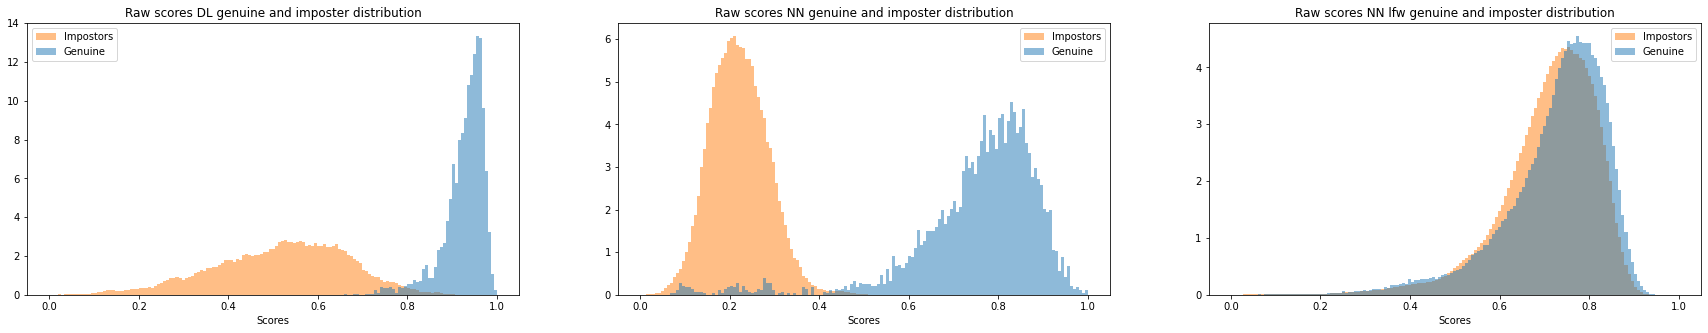 Raw scores DL genuine and imposter distribution
14
12
10
8
6
4
2
0
Impostors
Genuine
0.0 0.2 0.4 0.6 0.8 1.0
Scores
Raw scores NN genuine and imposter distribution
6
5
4
3
2
1
0
Impostors
Genuine
0.0 0.2 0.4 0.6 0.8 1.0
Scores
Raw scores NN lfw genuine and imposter distribution
4
3
2
1
0
Impostors
Genuine
0.0 0.2 0.4 0.6 0.8 1.0
Scores